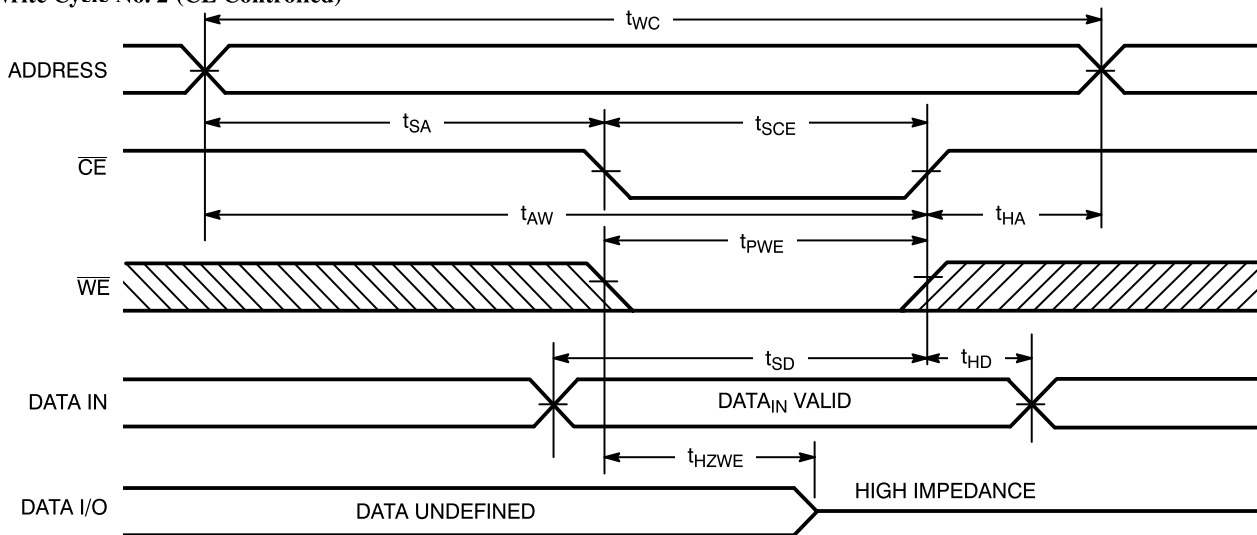 Write Cycle No. 2 (CE Controlled)
tWC
ADDRESS
tSA
tSCE
CE
tAW
tHA
tPWE
WE
tSD
tHD
DATA IN
DATAIN VALID
tHZWE
DATA I/O
DATA UNDEFINED
HIGH IMPEDANCE